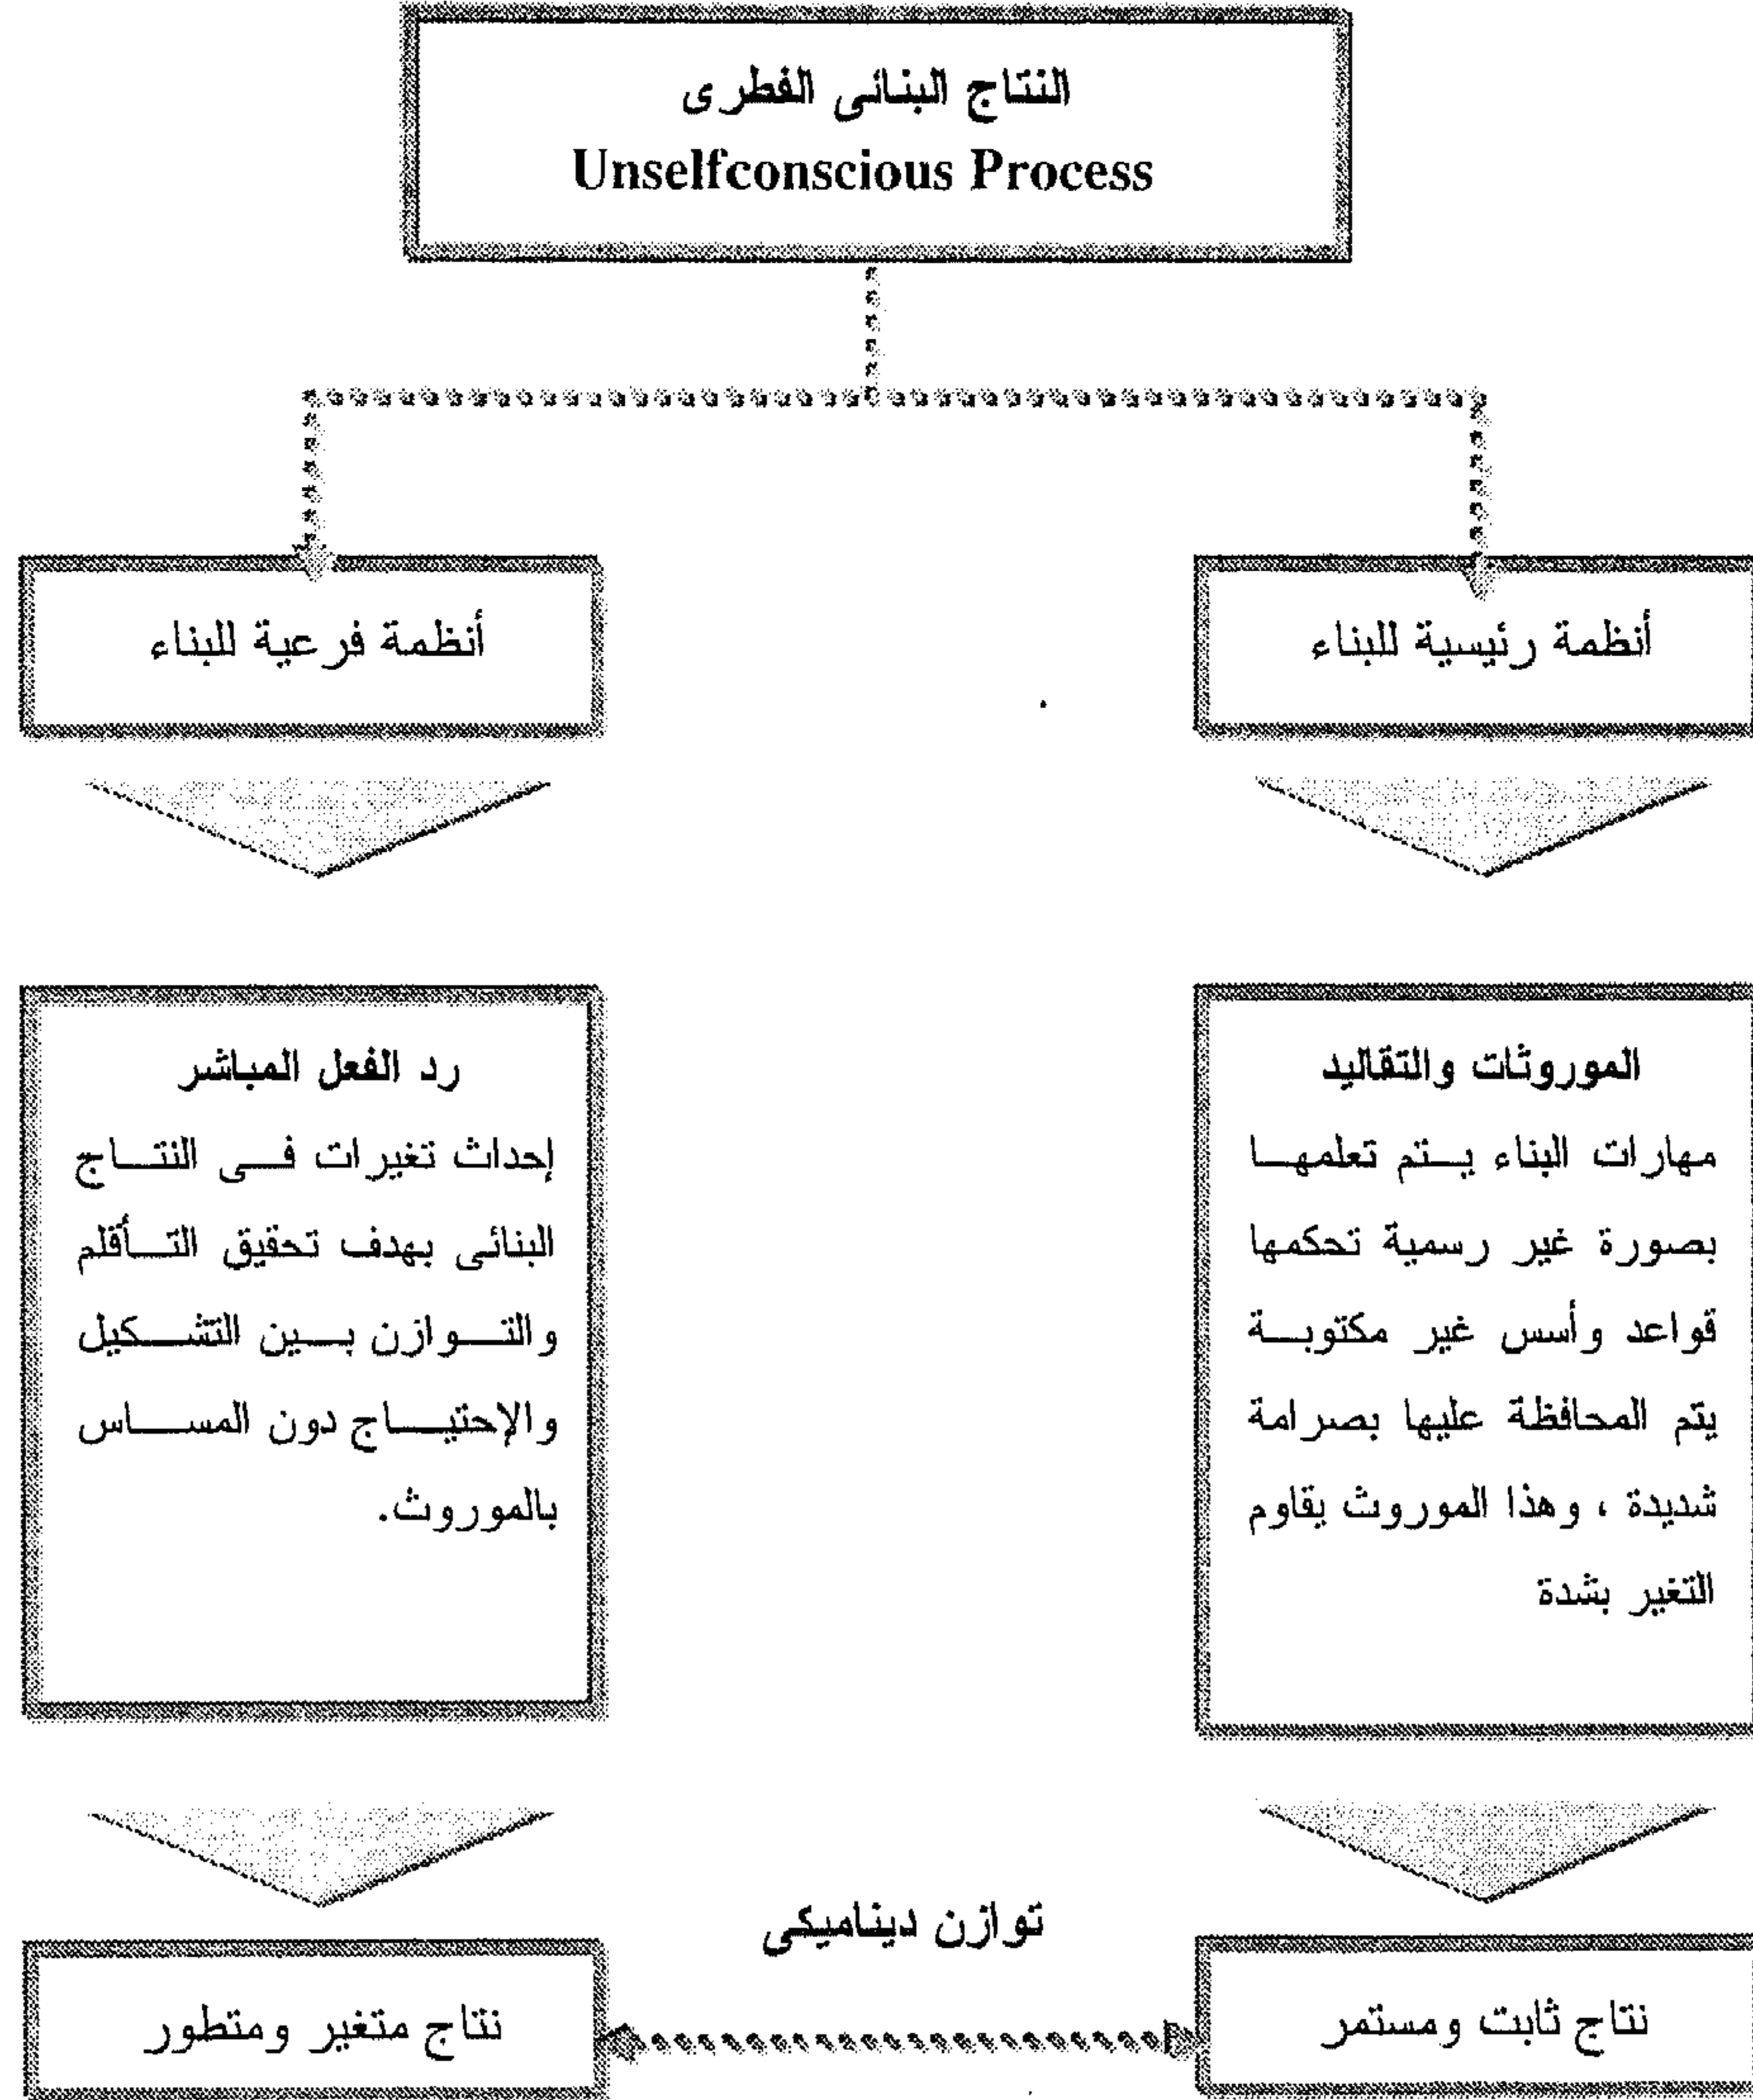 النتاج البنائى الفطرى
Unselfconscious Process
أنظمة رئيسية للبناء
أنظمة فرعية للبناء
الموروثات والتقاليد
مهارات البناء يتم تعلمها
بصورة غير رسمية تحكمها
قواعد وأسس غير مكتوبة
يتم المحافظة عليها بصرامة
شديدة ، وهذا الموروث يقاوم
التغير بشدة
رد الفعل المباشر
إحداث تغيرات فى النتاج
البنائى بهدف تحقيق التأقلم
والتوازن بين التشكيل
والإحتياج دون المساس
بالموروث.
توازن ديناميكى
نتاج ثابت ومستمر
نتاج متغير ومتطور